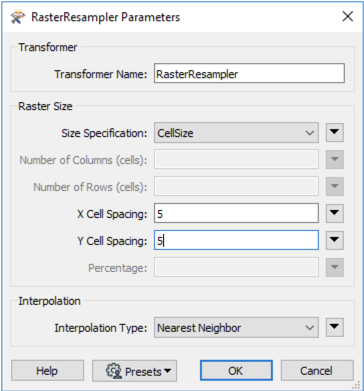 RasterResampler Parameters
Transformer
Transformer Name: RasterResampler
Raster Size
Size Specification: CellSize
Number of Columns (cells):
Number of Rows (cells):
X Cell Spacing: 5
Y Cell Spacing: 5
Percentage:
Interpolation
Interpolation Type: Nearest Neighbor
Help Presets OK Cancel